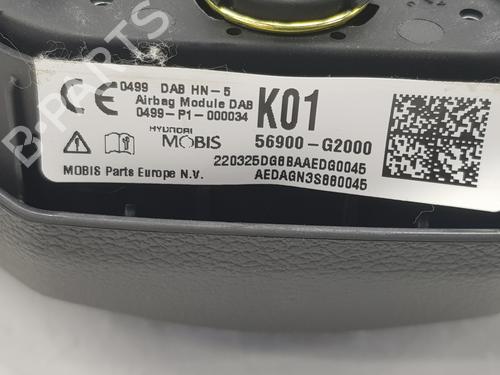 0499 DAB HN-5
Airbag Module DAB
0499-P1-000034
K01
CE
HYUNDAI
MOBIS
56900-G2000
220325DG8BAAEDG0045
MOBIS Parts Europe N.V.
AEDAGN3S880045
B-PARTS